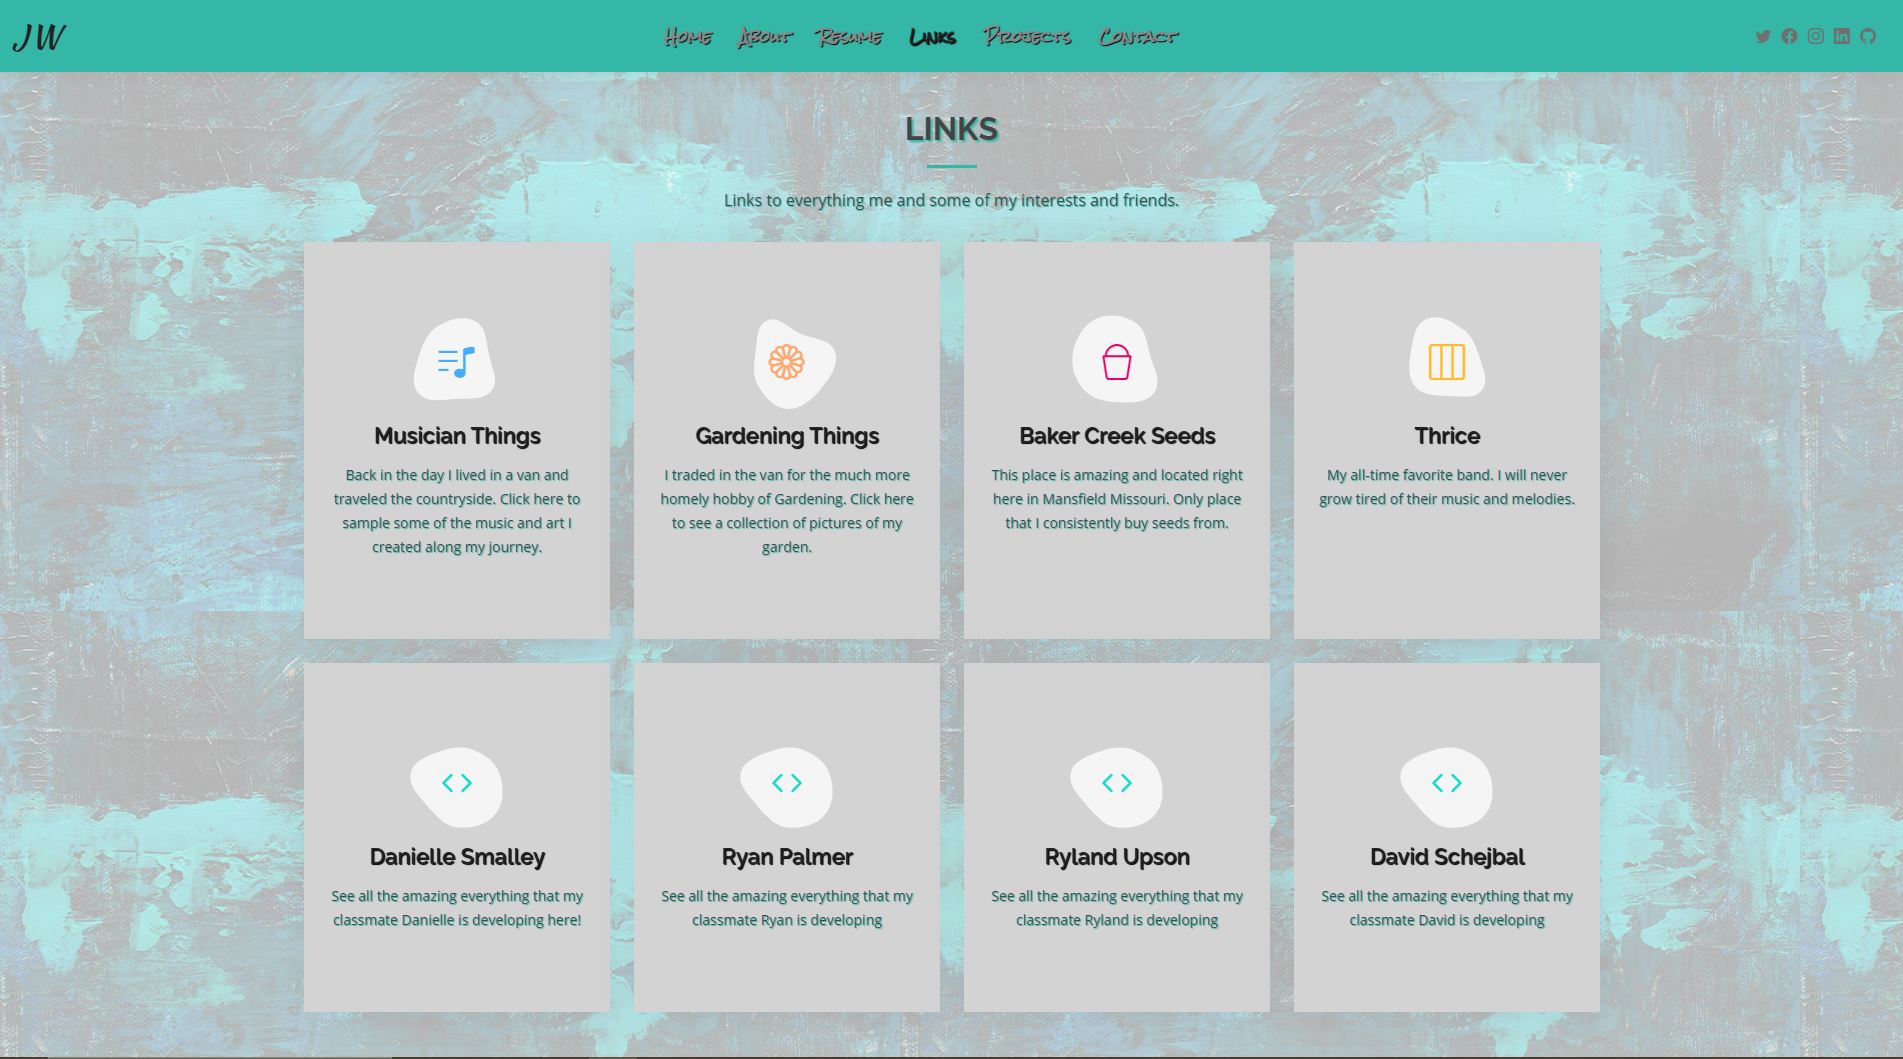 JW
Home About Resume Links Projects Contact
LINKS
Links to everything me and some of my interests and friends.
Musician Things
Back in the day I lived in a van and
traveled the countryside. Click here to
sample some of the music and art I
created along my journey.
Gardening Things
I traded in the van for the much more
homely hobby of Gardening. Click here
to see a collection of pictures of my
garden.
Baker Creek Seeds
This place is amazing and located right
here in Mansfield Missouri. Only place
that I consistently buy seeds from.
Thrice
My all-time favorite band. I will never
grow tired of their music and melodies.
Danielle Smalley
See all the amazing everything that my
classmate Danielle is developing here!
Ryan Palmer
See all the amazing everything that my
classmate Ryan is developing
Ryland Upson
See all the amazing everything that my
classmate Ryland is developing
David Schejbal
See all the amazing everything that my
classmate David is developing